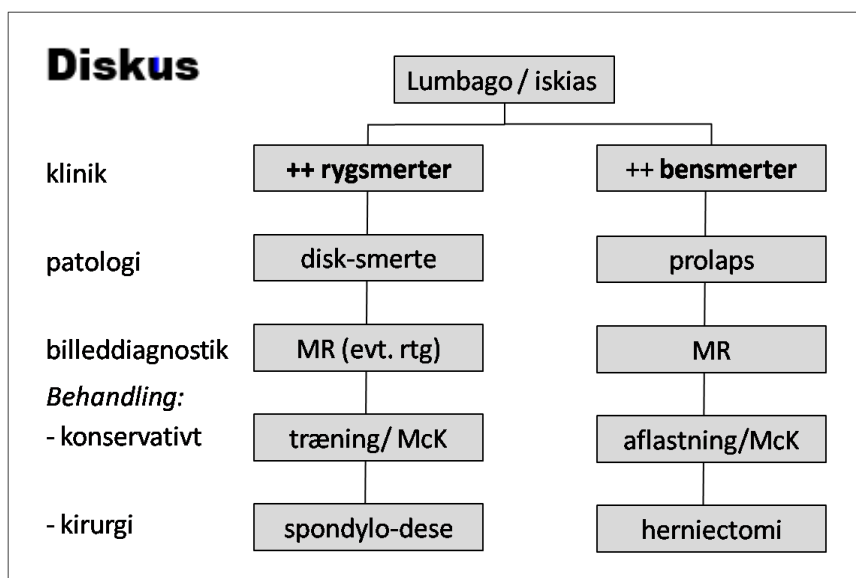 Diskus
Lumbago / iskias
klinik
++ rygsmerter
++ bensmerter
patologi
disk-smerte
prolaps
billeddiagnostik
MR (evt. rtg)
MR
Behandling:
- konservativt
træning/ McK
aflastning/McK
- kirurgi
spondylo-dese
herniectomi